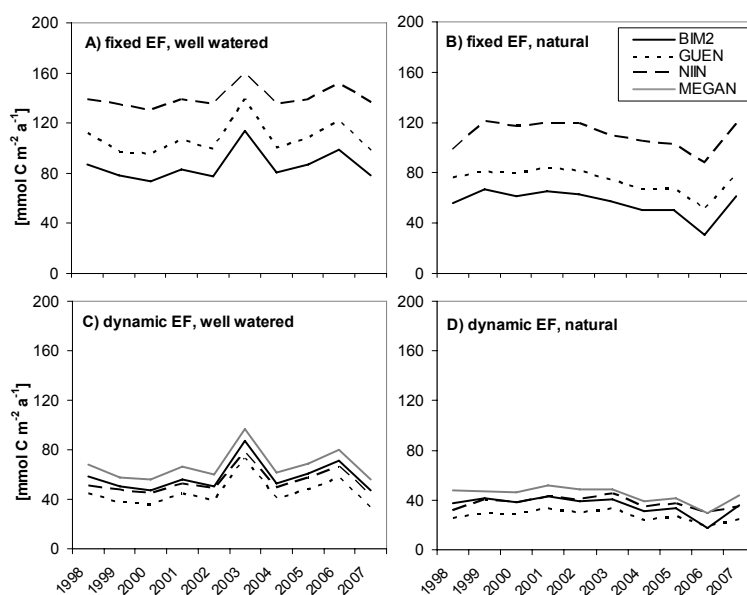 200
160
120
80
40
0
[mmol C m-2 a-1]
A) fixed EF, well watered
200
160
120
80
40
0
B) fixed EF, natural
BIM2
GUEN
NIIN
MEGAN
200
160
120
80
40
0
[mmol C m-2 a-1]
C) dynamic EF, well watered
1998 1999 2000 2001 2002 2003 2004 2005 2006 2007
200
160
120
80
40
0
D) dynamic EF, natural
1998 1999 2000 2001 2002 2003 2004 2005 2006 2007